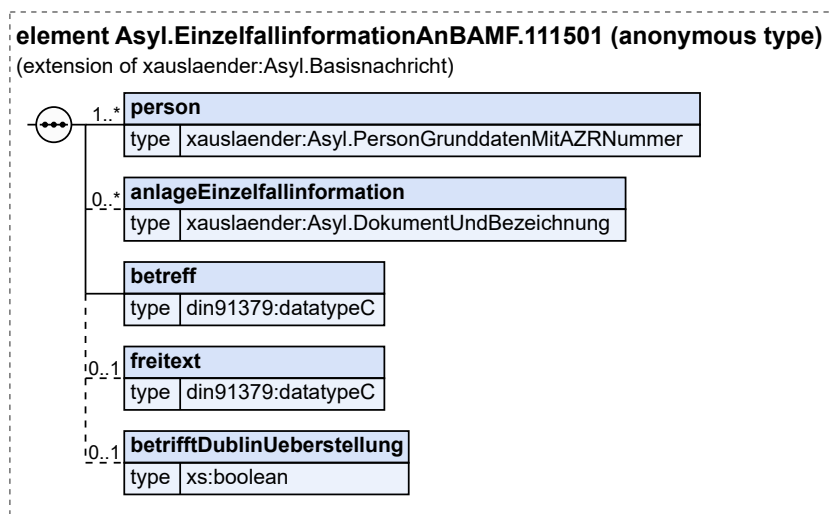 element Asyl.EinzelfallinformationAnBAMF.111501 (anonymous type)
(extension of xauslaender:Asyl.Basisnachricht)
1..* person
type xauslaender:Asyl.PersonGrunddatenMitAZRNummer
0..* anlageEinzelfallinformation
type xauslaender:Asyl.DokumentUndBezeichnung
betreff
type din91379:datatypeC
0..1 freitext
type din91379:datatypeC
0..1 betrifftDublinUeberstellung
type xs:boolean